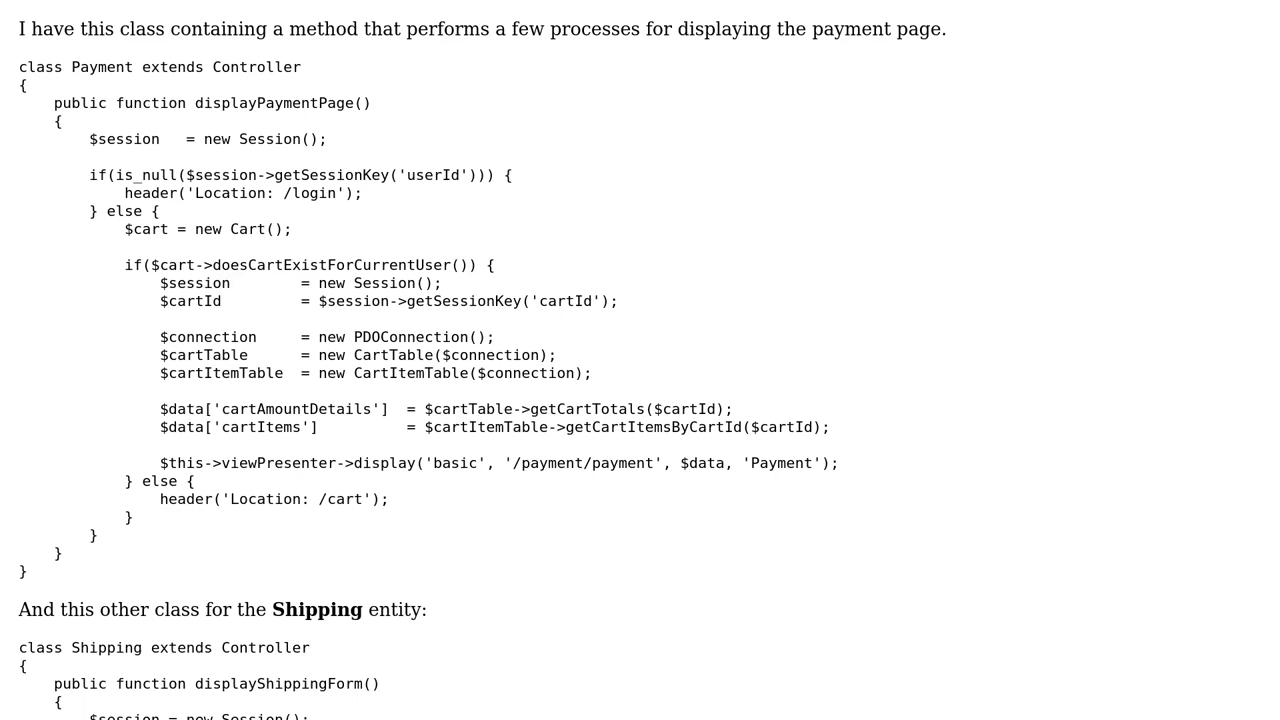 I have this class containing a method that performs a few processes for displaying the payment page.
class Payment extends Controller
{
    public function displayPaymentPage()
    {
        $session   = new Session();

        if(is_null($session->getSessionKey('userId'))) {
            header('Location: /login');
        } else {
            $cart = new Cart();

            if($cart->doesCartExistForCurrentUser()) {
                $session        = new Session();
                $cartId         = $session->getSessionKey('cartId');

                $connection     = new PDOConnection();
                $cartTable      = new CartTable($connection);
                $cartItemTable  = new CartItemTable($connection);

                $data['cartAmountDetails']  = $cartTable->getCartTotals($cartId);
                $data['cartItems']          = $cartItemTable->getCartItemsByCartId($cartId);

                $this->viewPresenter->display('basic', '/payment/payment', $data, 'Payment');
            } else {
                header('Location: /cart');
            }
        }
    }
}
And this other class for the Shipping entity:
class Shipping extends Controller
{
    public function displayShippingForm()
    {
        $session = new Session();